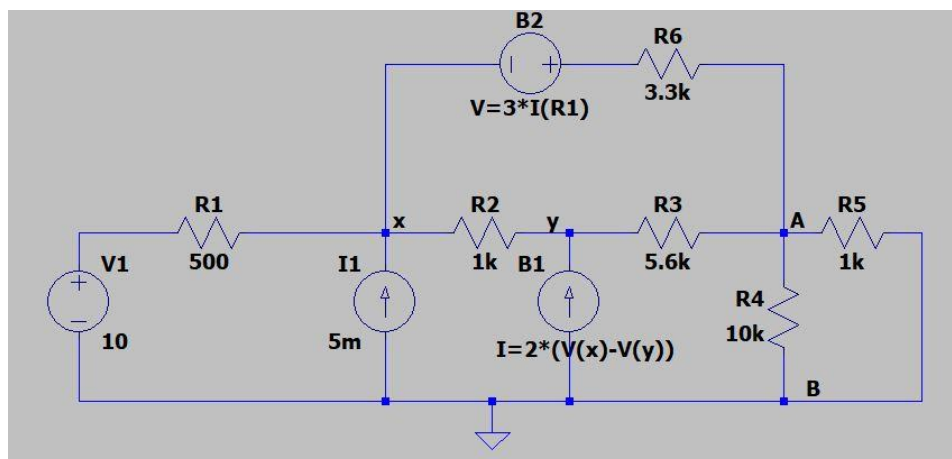 B2
R6
V=3*I(R1)
3.3k
R1
x
R2
y
R3
A
R5
500
1k
5.6k
1k
V1
I1
B1
R4
10k
10
5m
I=2*(V(x)-V(y))
B